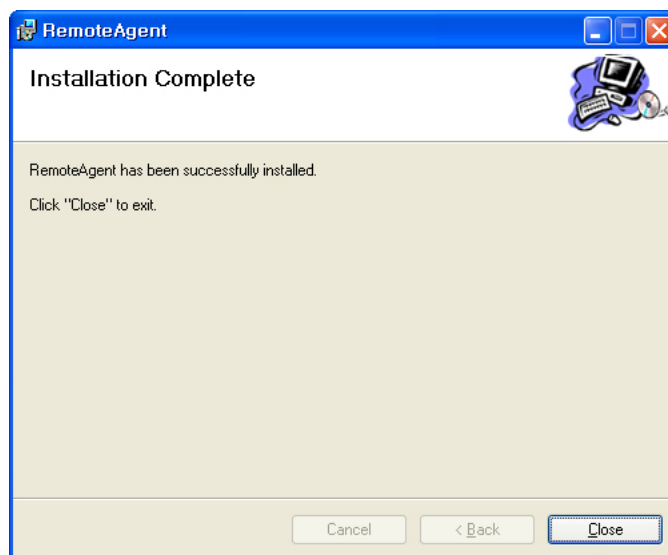 RemoteAgent
Installation Complete
RemoteAgent has been successfully installed.
Click "Close" to exit.
Cancel
< Back
Close